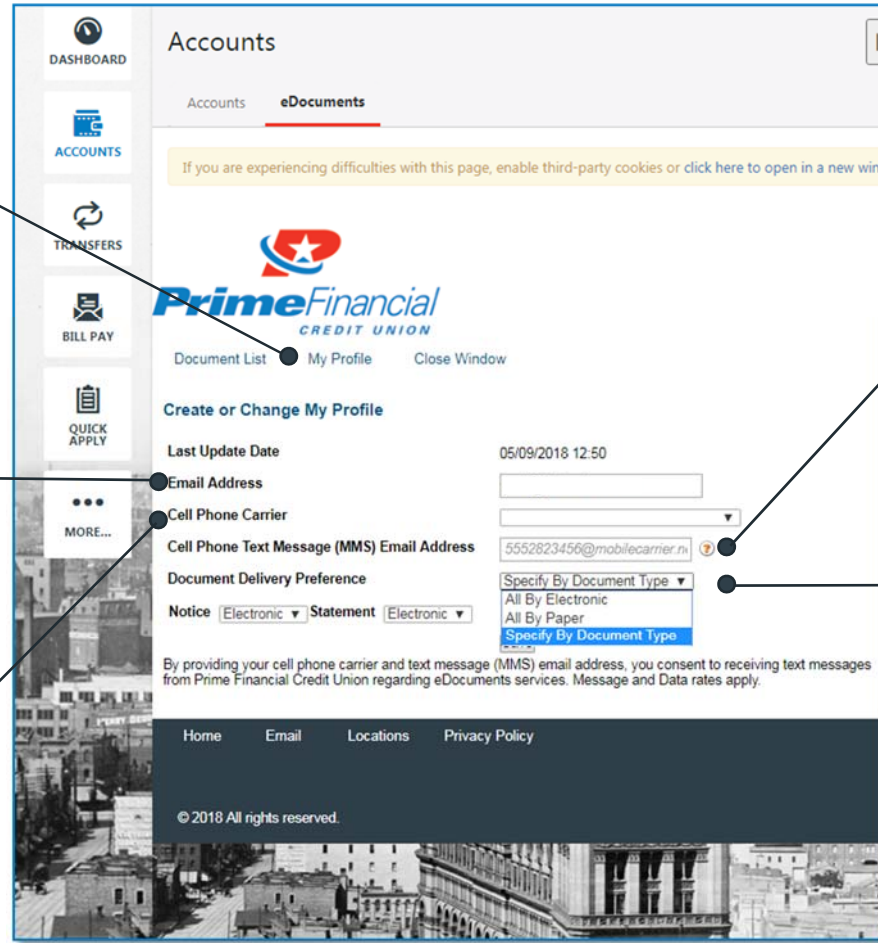 DASHBOARD
ACCOUNTS
TRANSFERS
BILL PAY
QUICK
APPLY
MORE...
Accounts
Accounts eDocuments
If you are experiencing difficulties with this page, enable third-party cookies or click here to open in a new
PrimeFinancial
CREDIT UNION
Document List My Profile Close Window
Create or Change My Profile
Last Update Date 05/09/2018 12:50
Email Address
Cell Phone Carrier
Cell Phone Text Message (MMS) Email Address 5552823456@mobilecarrier.n
Document Delivery Preference Specify By Document Type
All By Electronic
All By Paper
Specify By Document Type
Notice Electronic Statement Electronic
By providing your cell phone carrier and text message (MMS) email address, you consent to receiving text messages
from Prime Financial Credit Union regarding eDocuments services. Message and Data rates apply.
Home Email Locations Privacy Policy
© 2018 All rights reserved.